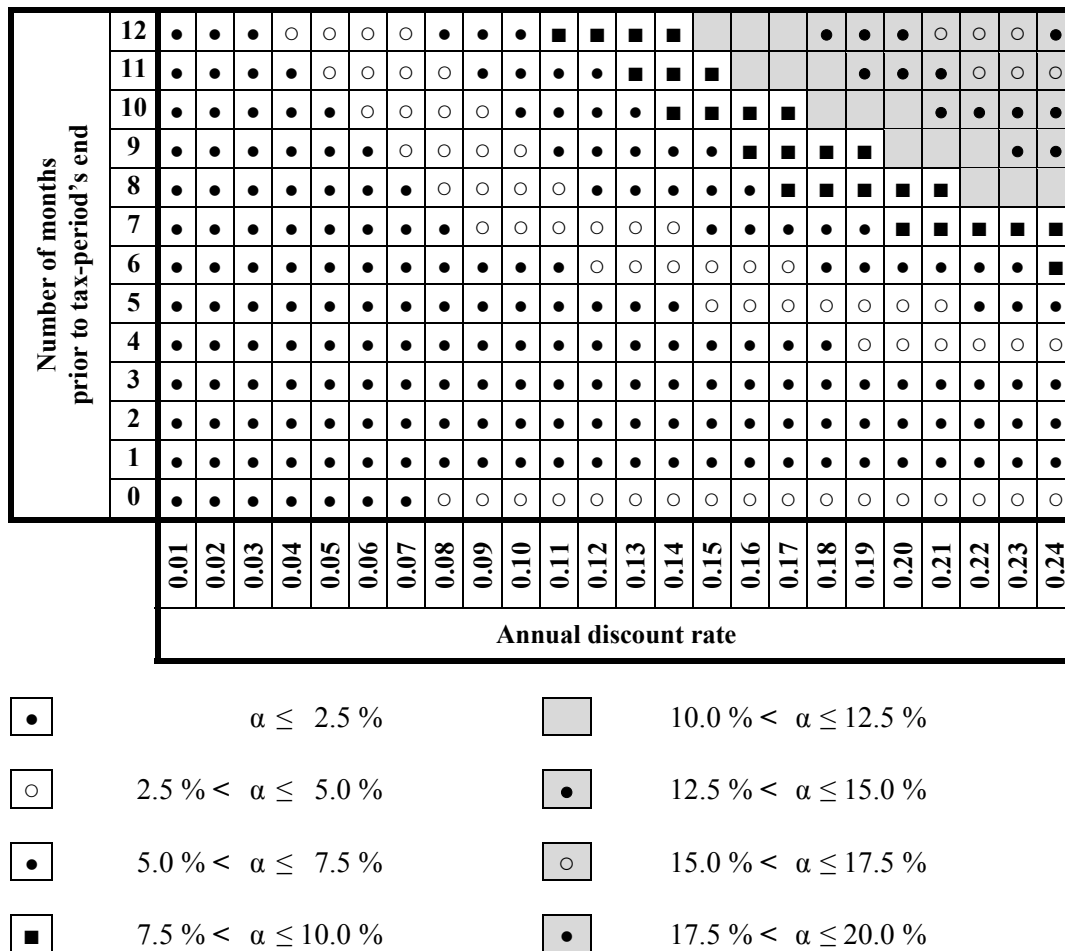 Number of months
prior to tax-period's end
12 ● ● ● ○ ○ ○ ○ ● ● ● ■ ■ ■ ■ ● ● ● ○ ○ ○ ●
11 ● ● ● ● ○ ○ ○ ○ ● ● ● ● ■ ■ ■ ● ● ● ○ ○ ○
10 ● ● ● ● ● ○ ○ ○ ○ ● ● ● ● ■ ■ ■ ■ ● ● ● ●
9 ● ● ● ● ● ● ○ ○ ○ ○ ● ● ● ● ● ■ ■ ■ ■ ● ●
8 ● ● ● ● ● ● ● ○ ○ ○ ○ ● ● ● ● ● ■ ■ ■ ■ ■
7 ● ● ● ● ● ● ● ● ○ ○ ○ ○ ○ ○ ● ● ● ● ● ■ ■ ■ ■ ■
6 ● ● ● ● ● ● ● ● ● ● ● ○ ○ ○ ○ ○ ○ ● ● ● ● ● ● ■
5 ● ● ● ● ● ● ● ● ● ● ● ● ● ● ○ ○ ○ ○ ○ ○ ○ ● ● ●
4 ● ● ● ● ● ● ● ● ● ● ● ● ● ● ● ● ● ● ○ ○ ○ ○ ○ ○
3 ● ● ● ● ● ● ● ● ● ● ● ● ● ● ● ● ● ● ● ● ● ● ● ●
2 ● ● ● ● ● ● ● ● ● ● ● ● ● ● ● ● ● ● ● ● ● ● ● ●
1 ● ● ● ● ● ● ● ● ● ● ● ● ● ● ● ● ● ● ● ● ● ● ● ●
0 ● ● ● ● ● ● ● ○ ○ ○ ○ ○ ○ ○ ○ ○ ○ ○ ○ ○ ○ ○ ○ ○
0.01 0.02 0.03 0.04 0.05 0.06 0.07 0.08 0.09 0.10 0.11 0.12 0.13 0.14 0.15 0.16 0.17 0.18 0.19 0.20 0.21 0.22 0.23 0.24
Annual discount rate
● α ≤ 2.5 % 10.0 % < α ≤ 12.5 %
○ 2.5 % < α ≤ 5.0 % ● 12.5 % < α ≤ 15.0 %
● 5.0 % < α ≤ 7.5 % ○ 15.0 % < α ≤ 17.5 %
■ 7.5 % < α ≤ 10.0 % ● 17.5 % < α ≤ 20.0 %